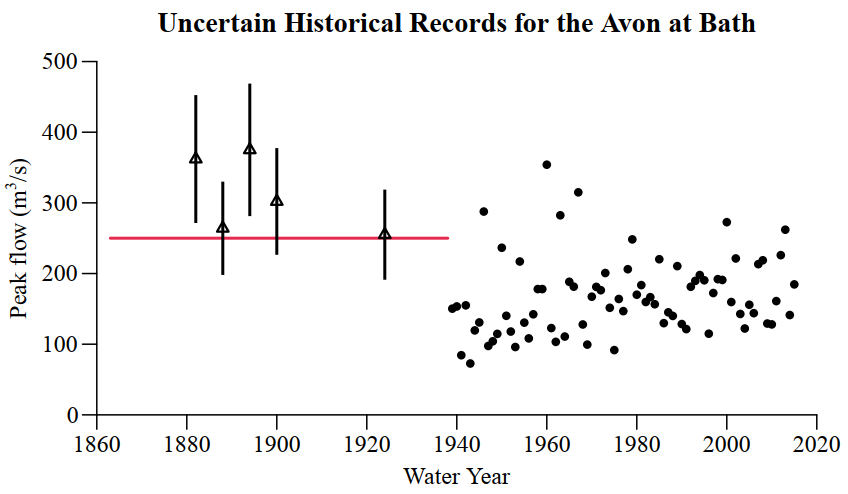 Uncertain Historical Records for the Avon at Bath
500
400
300
200
100
0
Peak flow (m³/s)
1860 1880 1900 1920 1940 1960 1980 2000 2020
Water Year